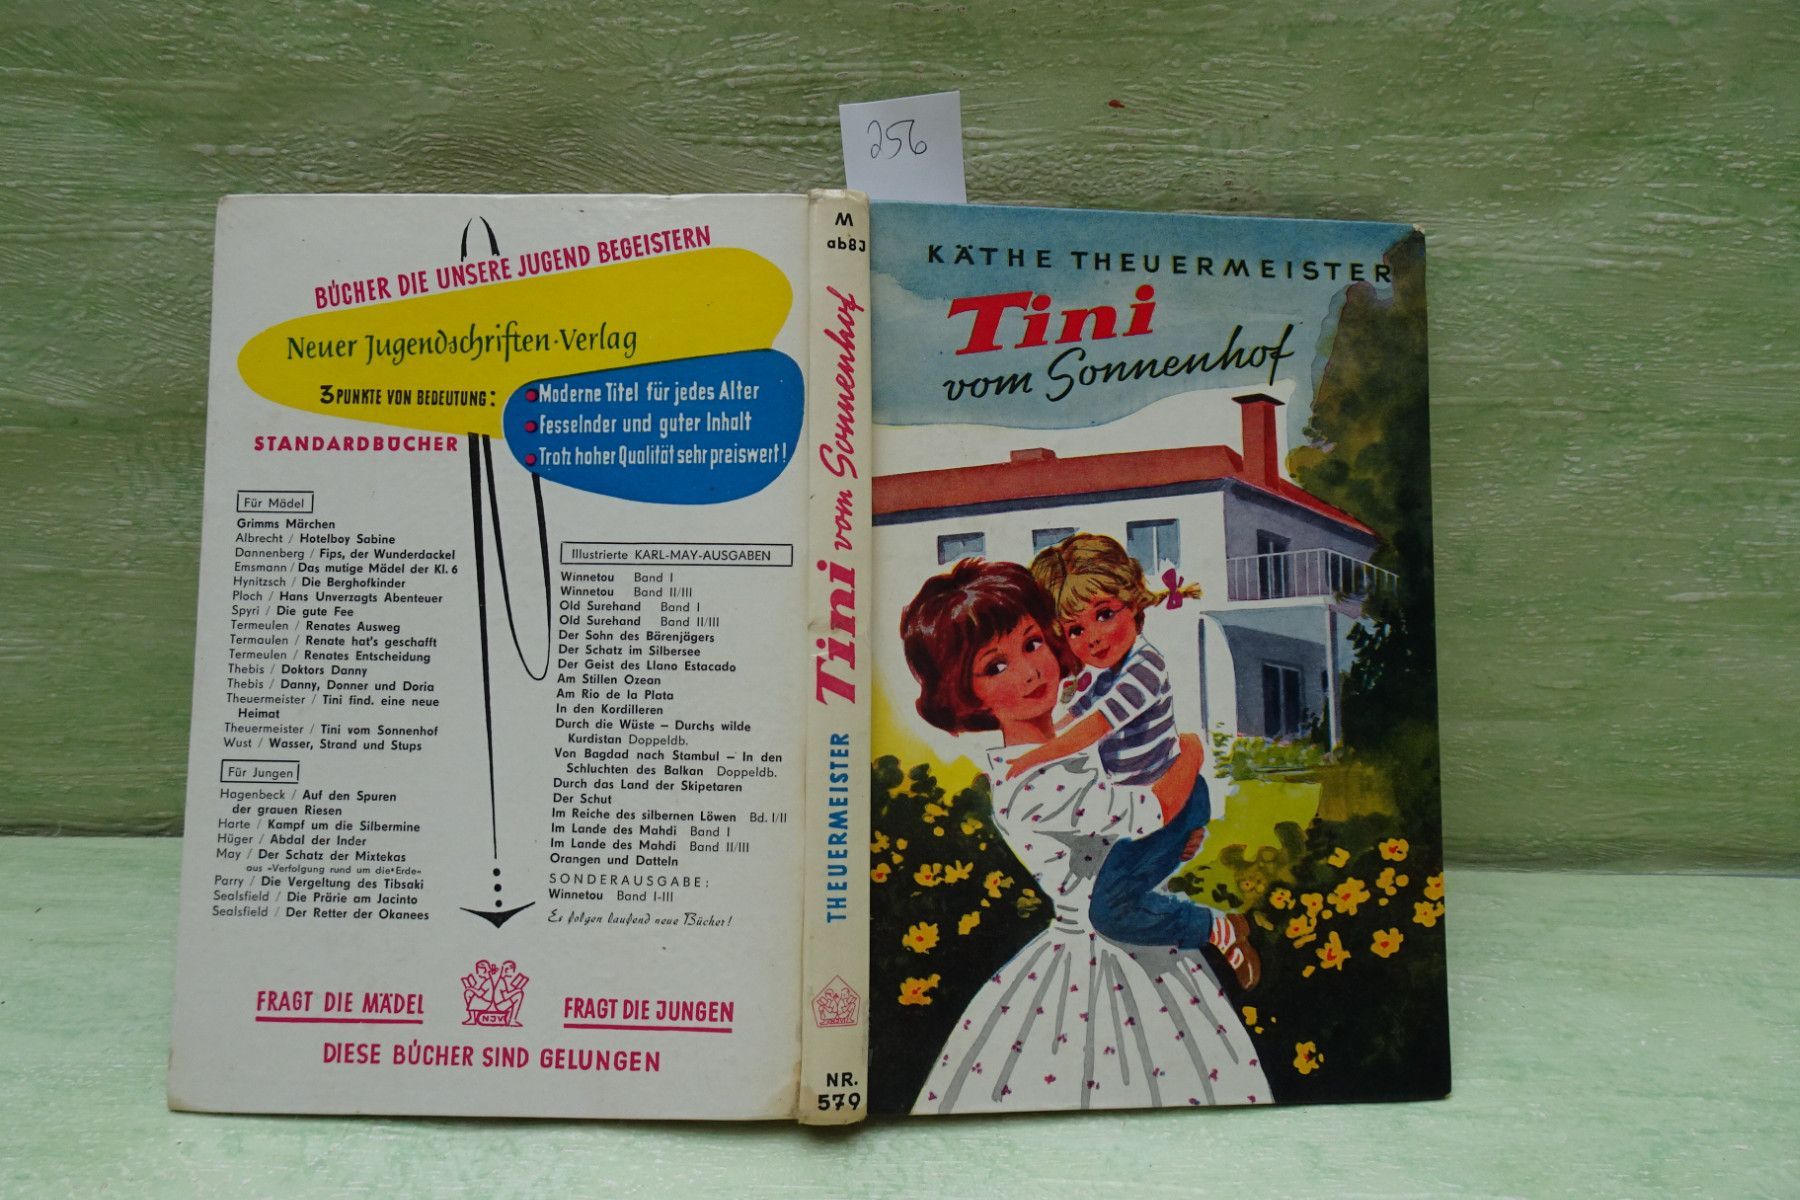 256
BÜCHER DIE UNSERE JUGEND BEGEISTERN
Neuer Jugendschriften-Verlag
3 PUNKTE VON BEDEUTUNG:
Moderne Titel für jedes Alter
Fesselnder und guter Inhalt
Trotz hoher Qualität sehr preiswert!
STANDARDBÜCHER
Für Mädel
Grimms Märchen
Albrecht / Hotelboy Sabine
Dannenberg / Fips, der Wunderdackel
Emsmann / Das mutige Mädel der Kl. 6
Hynitzsch / Die Berghofkinder
Ploch / Hans Unverzagts Abenteuer
Spyri / Die gute Fee
Termeulen / Renates Ausweg
Termaulen / Renate hat's geschafft
Termeulen / Renates Entscheidung
Thebis / Doktors Danny
Thebis / Danny, Donner und Doria
Theuermeister / Tini find. eine neue
Heimat
Theuermeister / Tini vom Sonnenhof
Wust / Wasser, Strand und Stups
Für Jungen
Hagenbeck / Auf den Spuren
der grauen Riesen
Harte / Kampf um die Silbermine
Hüger / Abdal der Inder
May / Der Schatz der Mixtekas
aus »Verfolgung rund um die Erde«
Parry / Die Vergeltung des Tibsaki
Sealsfield / Die Prärie am Jacinto
Sealsfield / Der Retter der Okanees
Illustrierte KARL-MAY-AUSGABEN
Winnetou Band I
Winnetou Band II/III
Old Surehand Band I
Old Surehand Band II/III
Der Sohn des Bärenjägers
Der Schatz im Silbersee
Der Geist des Llano Estacado
Am Stillen Ozean
Am Rio de la Plata
In den Kordilleren
Durch die Wüste – Durchs wilde
Kurdistan Doppeldb.
Von Bagdad nach Stambul – In den
Schluchten des Balkan Doppeldb.
Durch das Land der Skipetaren
Der Schut
Im Reiche des silbernen Löwen Bd. I/II
Im Lande des Mahdi Band I
Im Lande des Mahdi Band II/III
Orangen und Datteln
SONDERAUSGABE:
Winnetou Band I-III
Es folgen laufend neue Bücher!
FRAGT DIE MÄDEL
NJV
FRAGT DIE JUNGEN
DIESE BÜCHER SIND GELUNGEN
M
ab8J
THEUERMEISTER Tini vom Sonnenhof
NJV
NR.
579
KÄTHE THEUERMEISTER
Tini
vom Sonnenhof